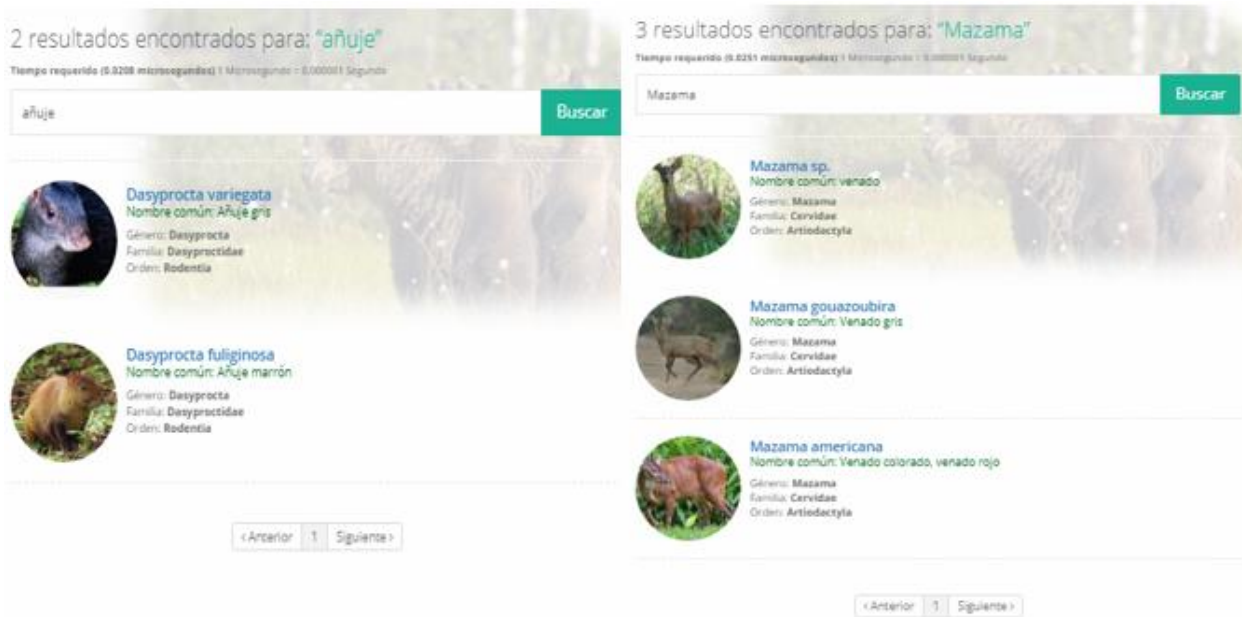 2 resultados encontrados para: “añuje”
Tiempo requerido (0.0208 microsegundos) 1 Microsegundo = 0.000001 Segundo
añuje
Buscar
Dasyprocta variegata
Nombre común: Añuje gris
Género: Dasyprocta
Familia: Dasyproctidae
Orden: Rodentia
Dasyprocta fuliginosa
Nombre común: Añuje marrón
Género: Dasyprocta
Familia: Dasyproctidae
Orden: Rodentia
‹ Anterior 1 Siguiente ›
3 resultados encontrados para: “Mazama”
Tiempo requerido (0.0251 microsegundos) 1 Microsegundo = 0.000001 Segundo
Mazama
Buscar
Mazama sp.
Nombre común: venado
Género: Mazama
Familia: Cervidae
Orden: Artiodactyla
Mazama gouazoubira
Nombre común: Venado gris
Género: Mazama
Familia: Cervidae
Orden: Artiodactyla
Mazama americana
Nombre común: Venado colorado, venado rojo
Género: Mazama
Familia: Cervidae
Orden: Artiodactyla
‹ Anterior 1 Siguiente ›